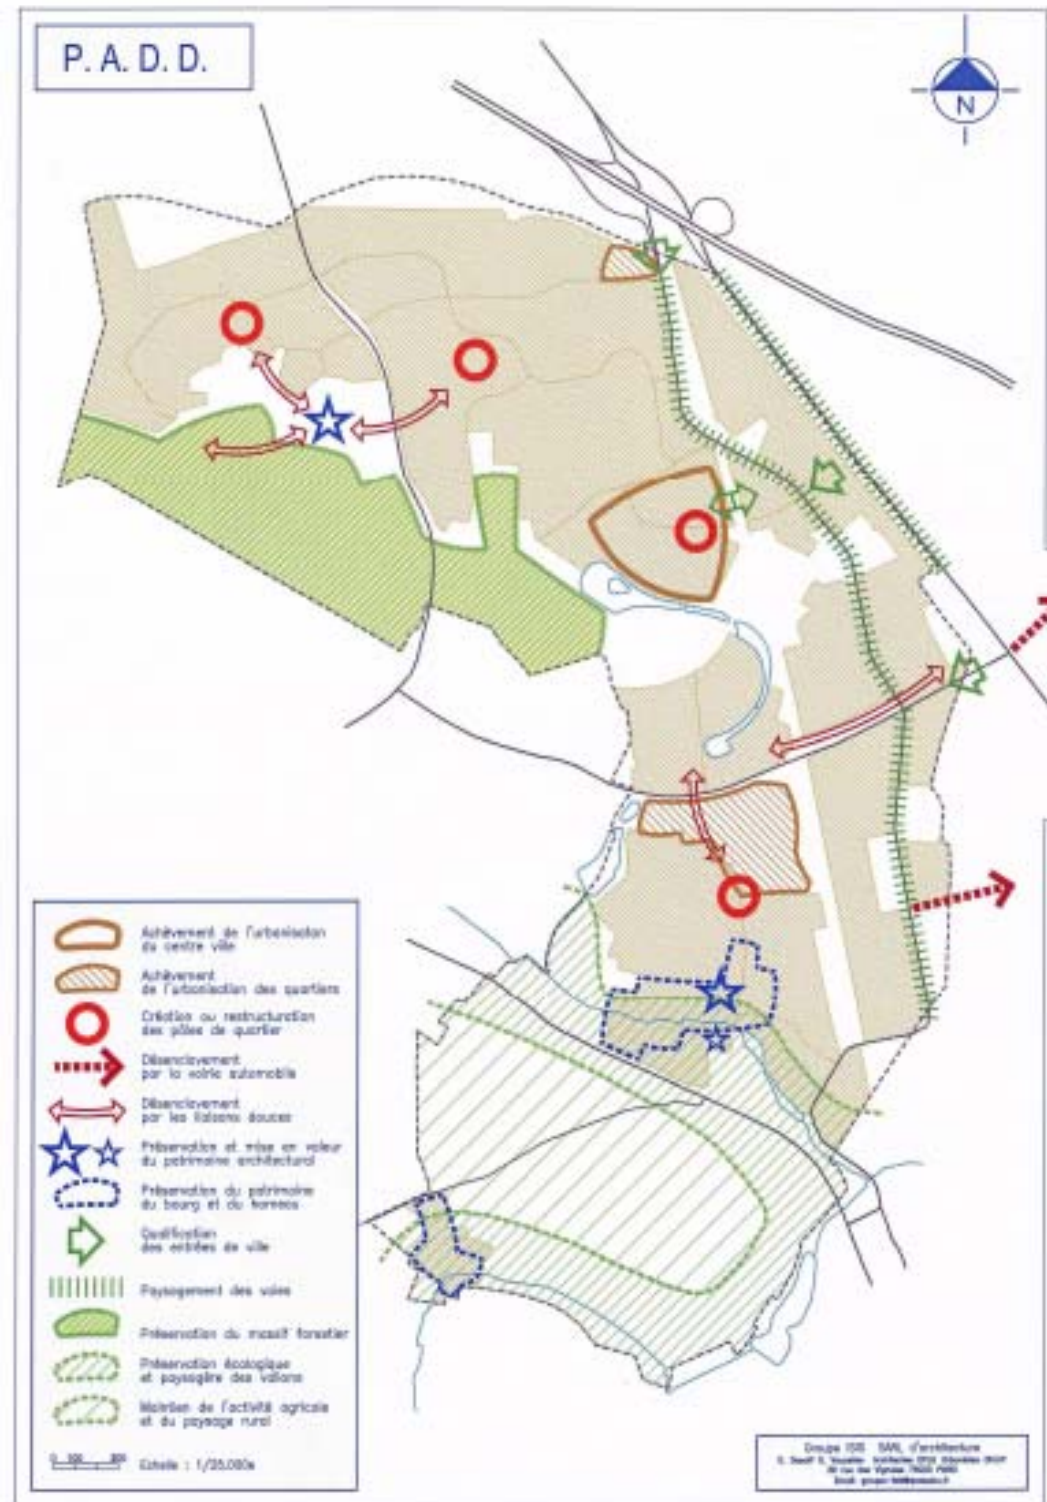 P. A. D. D.
N
Achèvement de l'urbanisation
du centre ville
Achèvement
de l'urbanisation des quartiers
Création ou restructuration
des pôles de quartier
Désenclavement
par la voirie automobile
Désenclavement
par les liaisons douces
Préservation et mise en valeur
du patrimoine architectural
Préservation du patrimoine
du bourg et du hameau
Qualification
des entrées de ville
Paysagement des voies
Préservation du massif forestier
Préservation écologique
et paysagère des vallons
Maintien de l'activité agricole
et du paysage rural
Echelle : 1/25.000e
Groupe ISIS SARL d'architecture